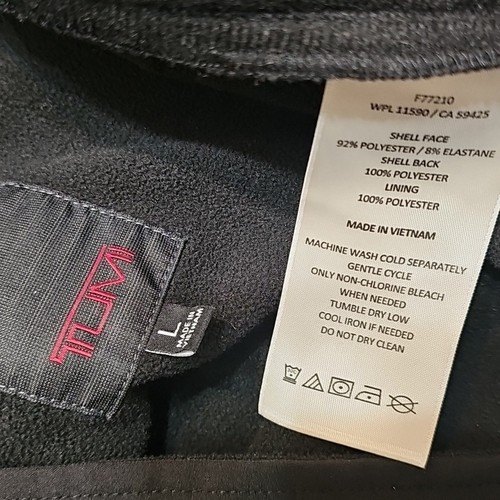 F77210
WPL 11590 / CA 59425
SHELL FACE
92% POLYESTER / 8% ELASTANE
SHELL BACK
100% POLYESTER
LINING
100% POLYESTER
MADE IN VIETNAM
MACHINE WASH COLD SEPARATELY
GENTLE CYCLE
ONLY NON-CHLORINE BLEACH
WHEN NEEDED
TUMBLE DRY LOW
COOL IRON IF NEEDED
DO NOT DRY CLEAN
TUMI
L
MADE IN
VIETNAM